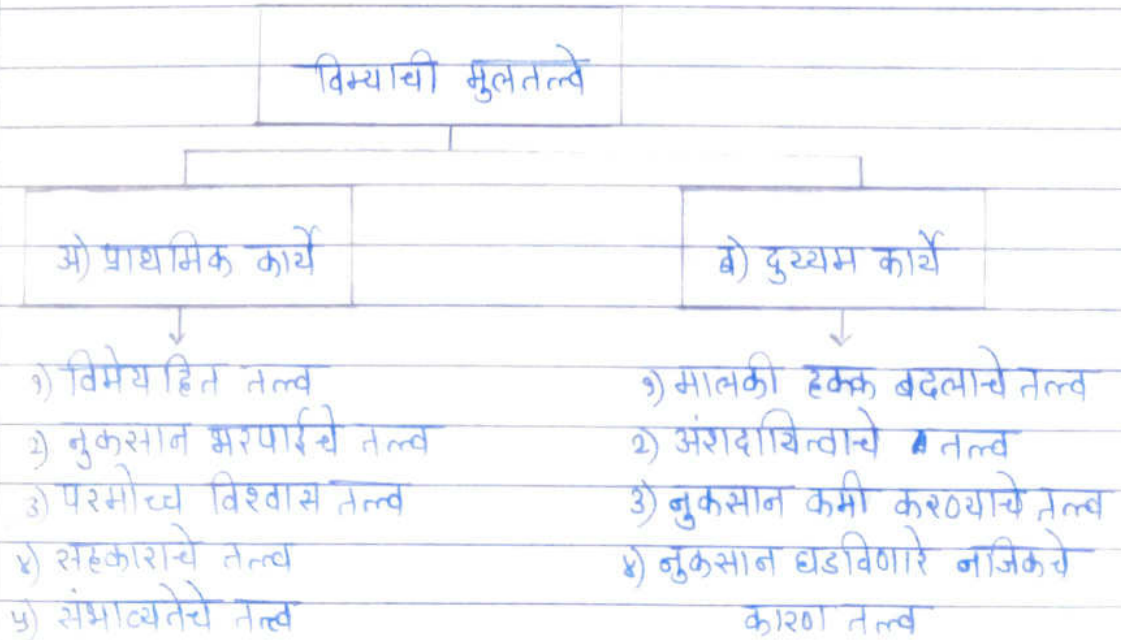 विम्याची मुलतत्वे
अ) प्राथमिक कार्ये
१) विमेय हित तत्व
२) नुकसान भरपाईचे तत्व
३) परमोच्च विश्वास तत्व
४) सहकाराचे तत्व
५) संभाव्यतेचे तत्व
ब) दुय्यम कार्ये
१) मालकी हक्क बदलाचे तत्व
२) अंशदायित्वाचे तत्व
३) नुकसान कमी करण्याचे तत्व
४) नुकसान घडविणारे नजिकचे
कारण तत्व